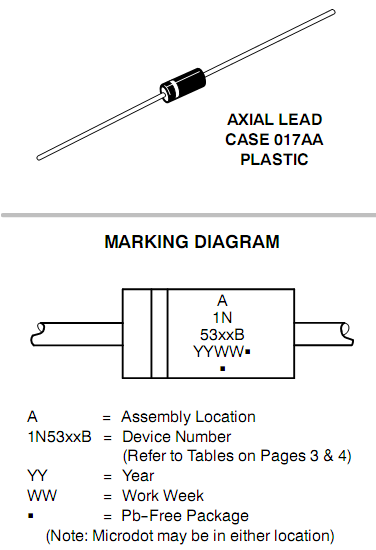 AXIAL LEAD
CASE 017AA
PLASTIC
MARKING DIAGRAM
A
1N
53xxB
YYWW▪
▪
A = Assembly Location
1N53xxB = Device Number
(Refer to Tables on Pages 3 & 4)
YY = Year
WW = Work Week
▪ = Pb−Free Package
(Note: Microdot may be in either location)